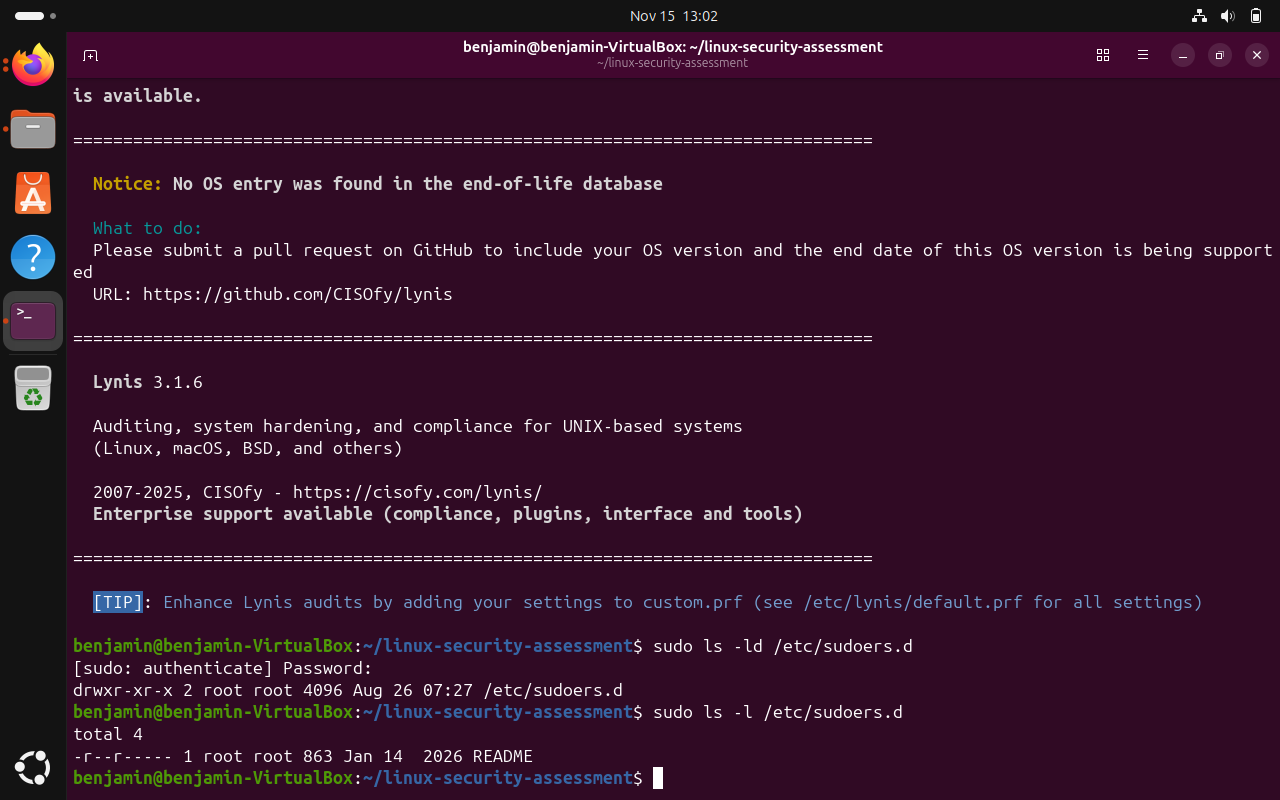 Nov 15 13:02
benjamin@benjamin-VirtualBox: ~/linux-security-assessment
~/linux-security-assessment
is available.
================================================================================
Notice: No OS entry was found in the end-of-life database
What to do:
Please submit a pull request on GitHub to include your OS version and the end date of this OS version is being support
ed
URL: https://github.com/CISOfy/lynis
================================================================================
Lynis 3.1.6
Auditing, system hardening, and compliance for UNIX-based systems
(Linux, macOS, BSD, and others)
2007-2025, CISOfy - https://cisofy.com/lynis/
Enterprise support available (compliance, plugins, interface and tools)
================================================================================
[TIP]: Enhance Lynis audits by adding your settings to custom.prf (see /etc/lynis/default.prf for all settings)
benjamin@benjamin-VirtualBox:~/linux-security-assessment$ sudo ls -ld /etc/sudoers.d
[sudo: authenticate] Password:
drwxr-xr-x 2 root root 4096 Aug 26 07:27 /etc/sudoers.d
benjamin@benjamin-VirtualBox:~/linux-security-assessment$ sudo ls -l /etc/sudoers.d
total 4
-r--r----- 1 root root 863 Jan 14  2026 README
benjamin@benjamin-VirtualBox:~/linux-security-assessment$